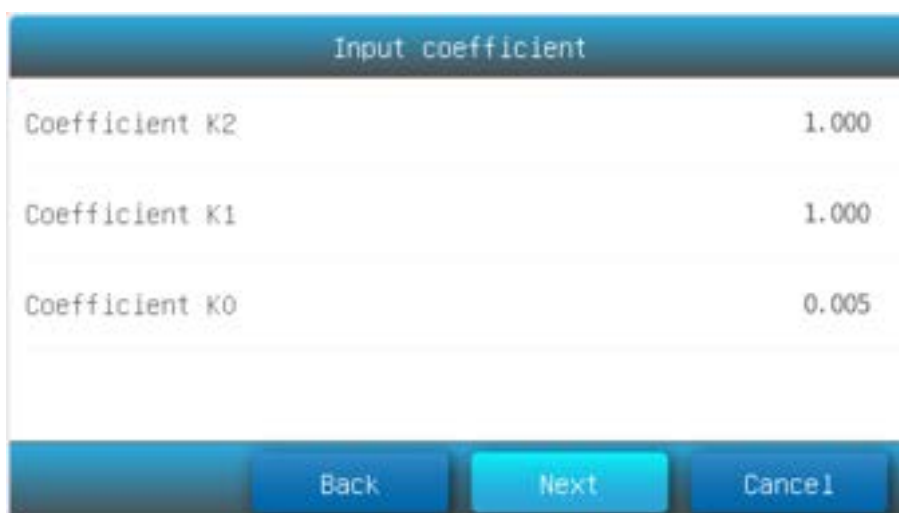 Input coefficient
Coefficient K2 1.000
Coefficient K1 1.000
Coefficient K0 0.005
Back Next Cancel